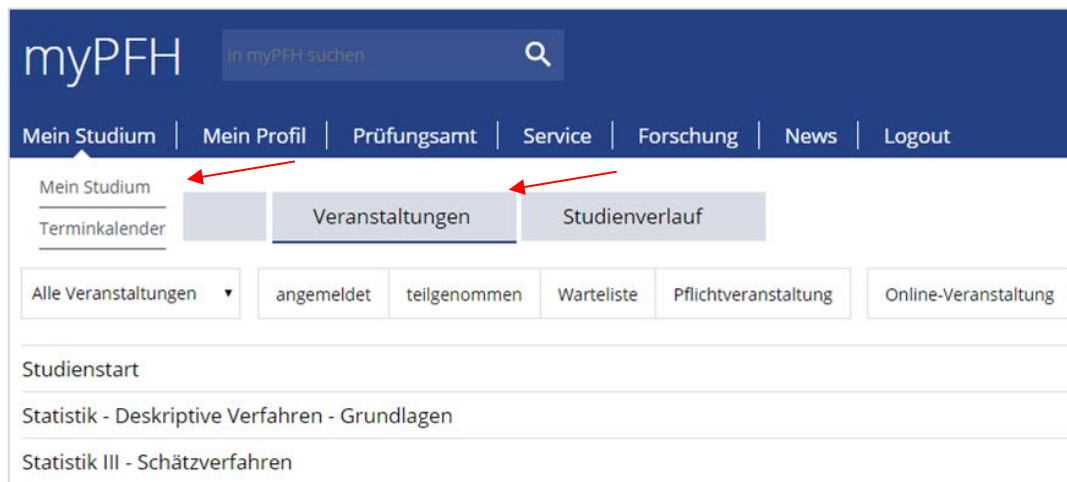 myPFH in myPFH suchen
Mein Studium Mein Profil Prüfungsamt Service Forschung News Logout
Mein Studium
Terminkalender
Veranstaltungen Studienverlauf
Alle Veranstaltungen angemeldet teilgenommen Warteliste Pflichtveranstaltung Online-Veranstaltung
Studienstart
Statistik - Deskriptive Verfahren - Grundlagen
Statistik III - Schätzverfahren